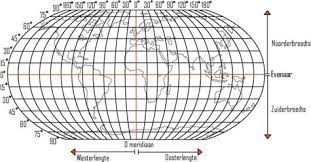 90° 180° 150° 120° 90° 60° 30° 0° 30° 60° 90° 120° 150° 180°
75°
60°
45°
Noorderbreedte
30°
15°
0°
Evenaar
15°
30°
Zuiderbreedte
45°
60°
75°
90°
0 meridiaan
Westerlengte Oosterlengte